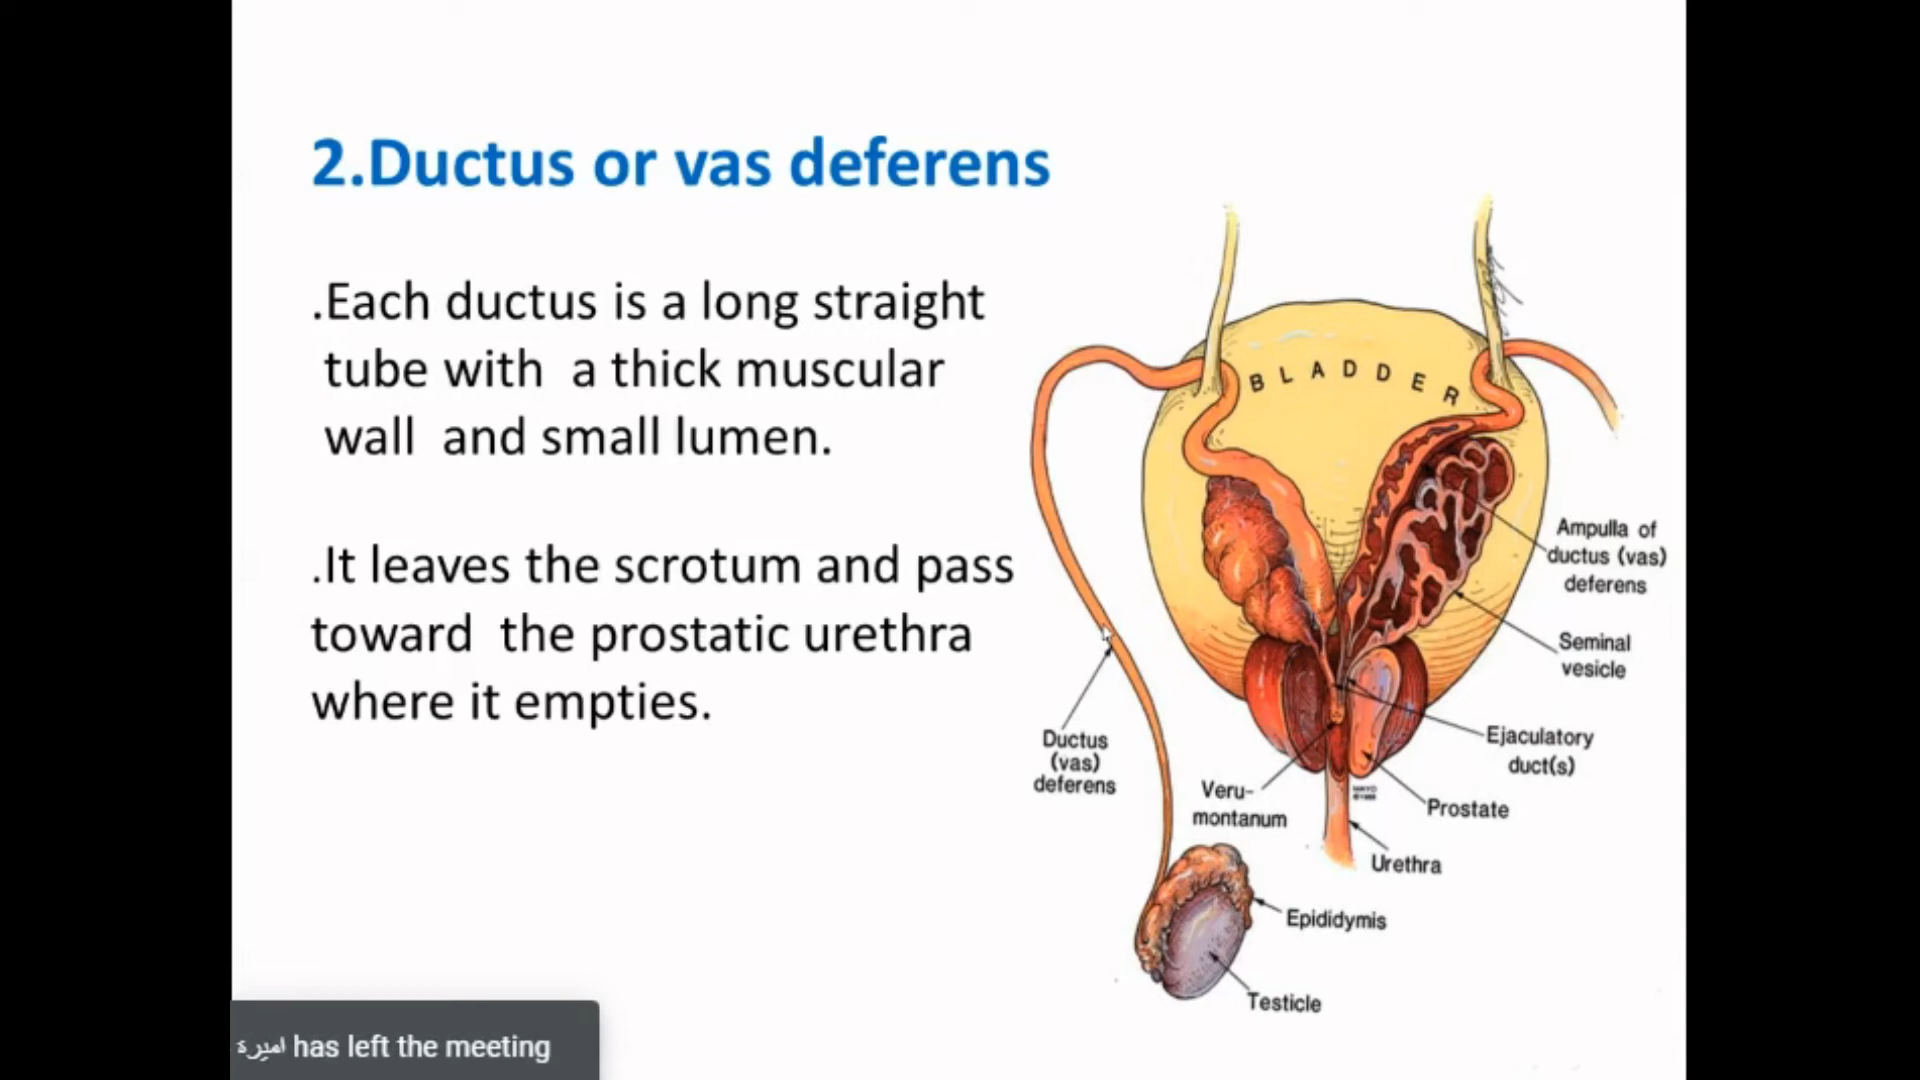 2.Ductus or vas deferens
.Each ductus is a long straight
tube with a thick muscular
wall and small lumen.
.It leaves the scrotum and pass
toward the prostatic urethra
where it empties.
BLADDER
Ampulla of
ductus (vas)
deferens
Seminal
vesicle
Ejaculatory
duct(s)
Prostate
Urethra
Veru-
montanum
Ductus
(vas)
deferens
Epididymis
Testicle
اميرة has left the meeting